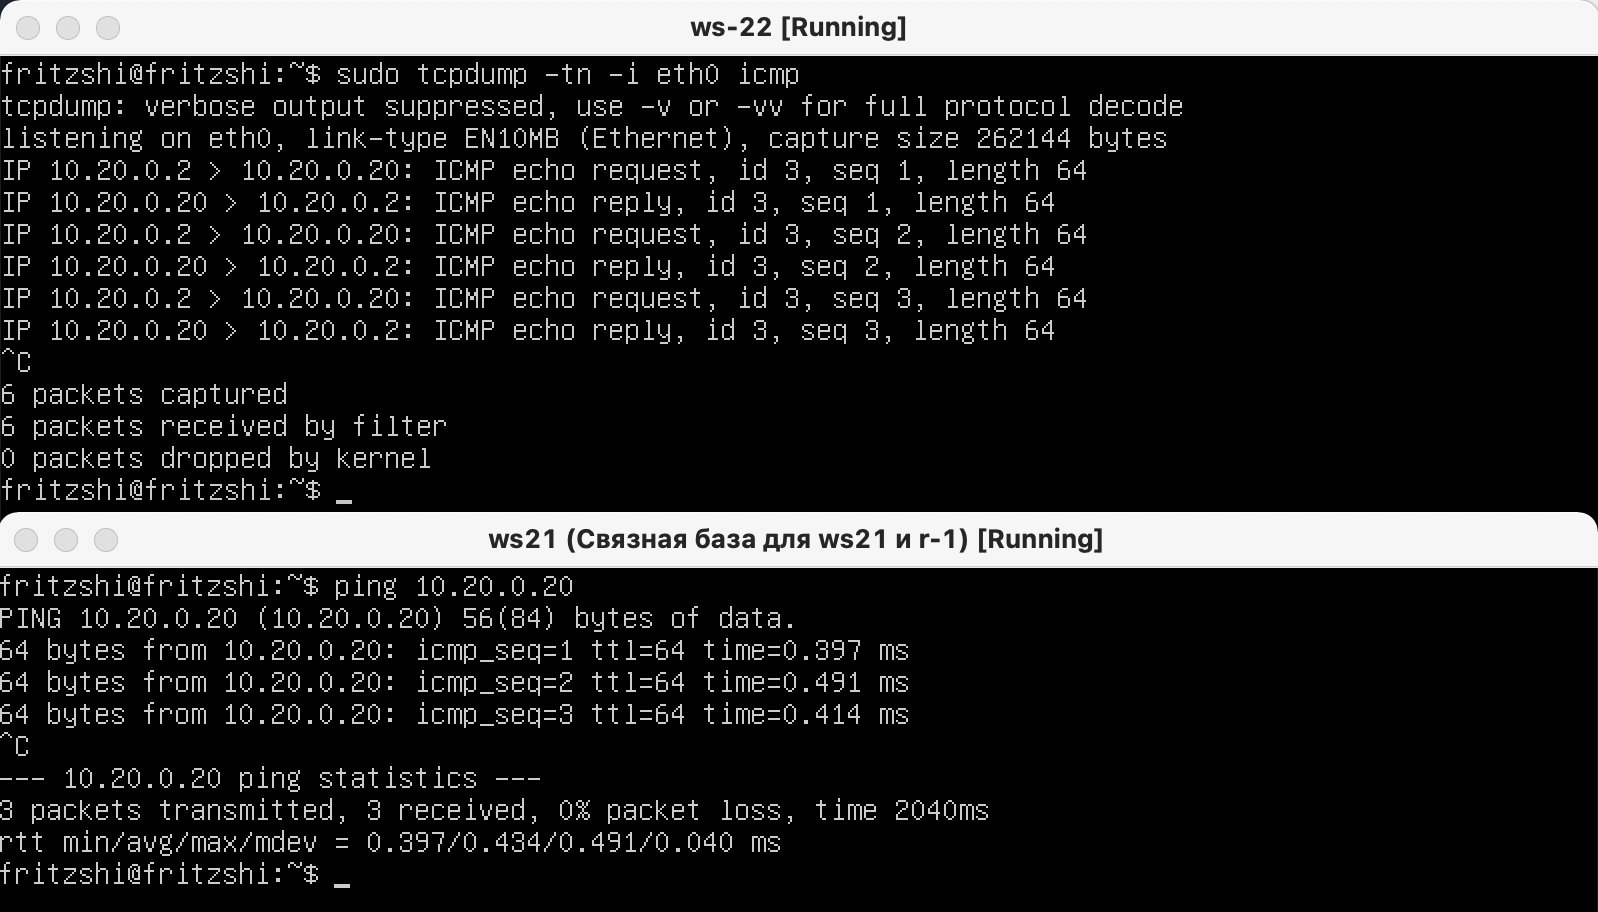 ws-22 [Running]
fritzshi@fritzshi:~$ sudo tcpdump -tn -i eth0 icmp
tcpdump: verbose output suppressed, use -v or -vv for full protocol decode
listening on eth0, link-type EN10MB (Ethernet), capture size 262144 bytes
IP 10.20.0.2 > 10.20.0.20: ICMP echo request, id 3, seq 1, length 64
IP 10.20.0.20 > 10.20.0.2: ICMP echo reply, id 3, seq 1, length 64
IP 10.20.0.2 > 10.20.0.20: ICMP echo request, id 3, seq 2, length 64
IP 10.20.0.20 > 10.20.0.2: ICMP echo reply, id 3, seq 2, length 64
IP 10.20.0.2 > 10.20.0.20: ICMP echo request, id 3, seq 3, length 64
IP 10.20.0.20 > 10.20.0.2: ICMP echo reply, id 3, seq 3, length 64
^C
6 packets captured
6 packets received by filter
0 packets dropped by kernel
fritzshi@fritzshi:~$ _
ws21 (Связная база для ws21 и r-1) [Running]
fritzshi@fritzshi:~$ ping 10.20.0.20
PING 10.20.0.20 (10.20.0.20) 56(84) bytes of data.
64 bytes from 10.20.0.20: icmp_seq=1 ttl=64 time=0.397 ms
64 bytes from 10.20.0.20: icmp_seq=2 ttl=64 time=0.491 ms
64 bytes from 10.20.0.20: icmp_seq=3 ttl=64 time=0.414 ms
^C
--- 10.20.0.20 ping statistics ---
3 packets transmitted, 3 received, 0% packet loss, time 2040ms
rtt min/avg/max/mdev = 0.397/0.434/0.491/0.040 ms
fritzshi@fritzshi:~$ _